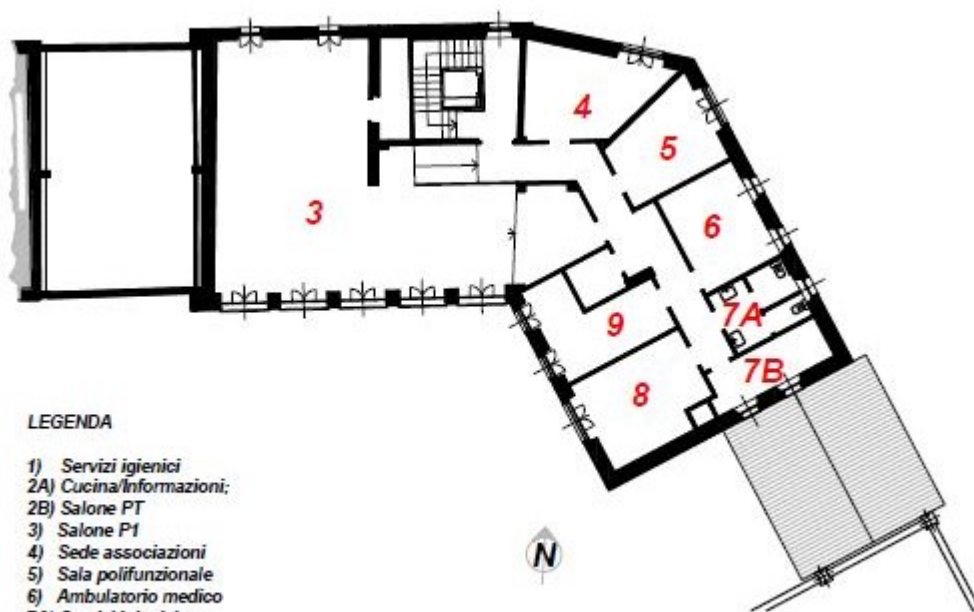 3
4
5
6
7A
7B
8
9
LEGENDA
1) Servizi igienici
2A) Cucina/Informazioni;
2B) Salone PT
3) Salone P1
4) Sede associazioni
5) Sala polifunzionale
6) Ambulatorio medico
N